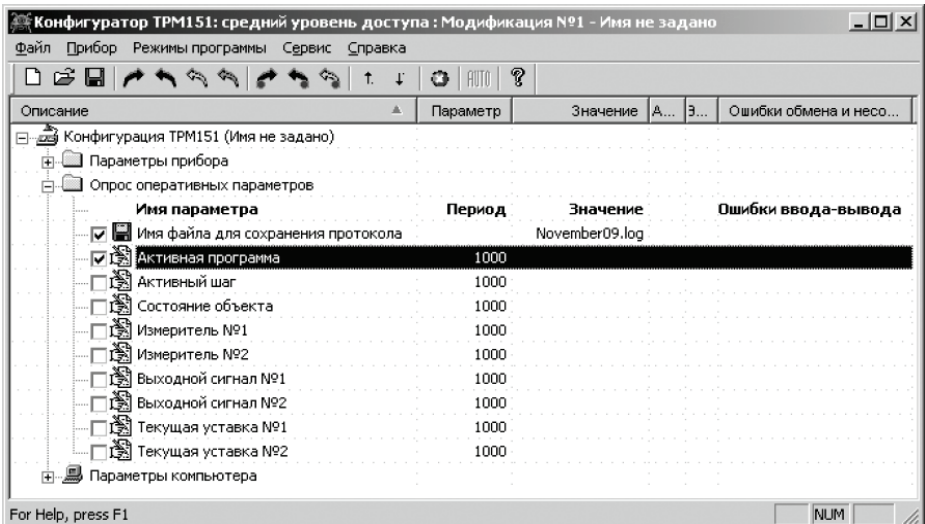 Конфигуратор ТРМ151: средний уровень доступа : Модификация №1 - Имя не задано
Файл Прибор Режимы программы Сервис Справка
AUTO
Описание Параметр Значение А... З... Ошибки обмена и несо...
Конфигурация ТРМ151 (Имя не задано)
Параметры прибора
Опрос оперативных параметров
Имя параметра Период Значение Ошибки ввода-вывода
Имя файла для сохранения протокола November09.log
Активная программа 1000
Активный шаг 1000
Состояние объекта 1000
Измеритель №1 1000
Измеритель №2 1000
Выходной сигнал №1 1000
Выходной сигнал №2 1000
Текущая уставка №1 1000
Текущая уставка №2 1000
Параметры компьютера
For Help, press F1 NUM